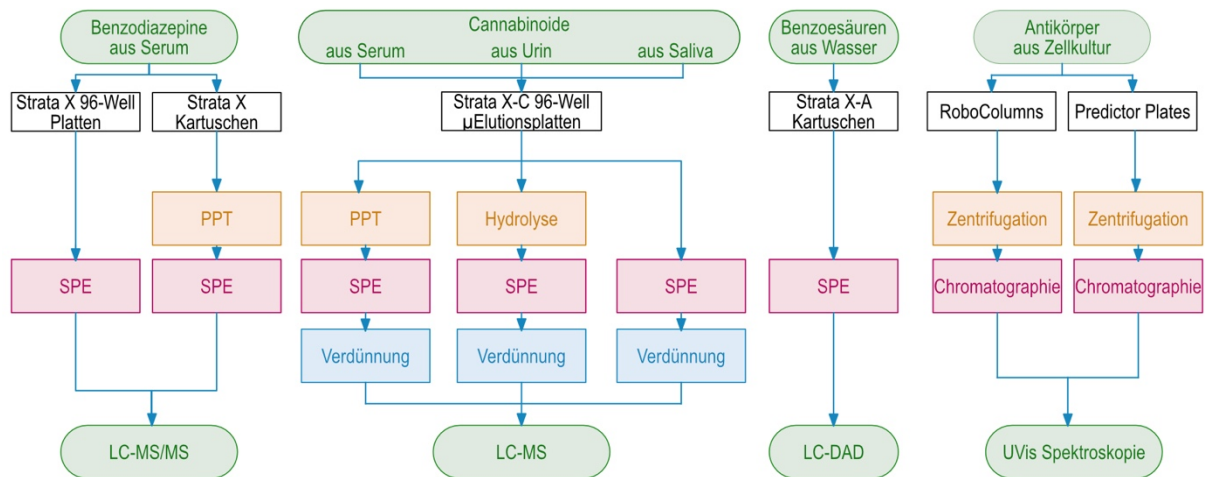 Benzodiazepine
aus Serum
Cannabinoide
aus Serum
aus Urin
aus Saliva
Benzoesäuren
aus Wasser
Antikörper
aus Zellkultur
Strata X 96-Well
Platten
Strata X
Kartuschen
Strata X-C 96-Well
µElutionsplatten
Strata X-A
Kartuschen
RoboColumns
Predictor Plates
PPT
PPT
Hydrolyse
Zentrifugation
Zentrifugation
SPE
SPE
SPE
SPE
SPE
SPE
Chromatographie
Chromatographie
Verdünnung
Verdünnung
Verdünnung
LC-MS/MS
LC-MS
LC-DAD
UVis Spektroskopie